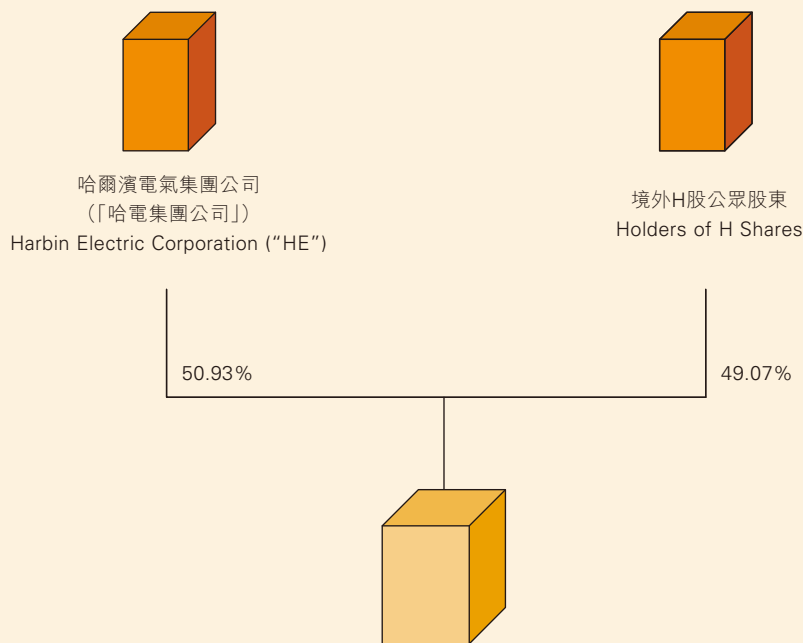 哈爾濱電氣集團公司
(「哈電集團公司」)
Harbin Electric Corporation (“HE”)
境外H股公眾股東
Holders of H Shares
50.93%
49.07%